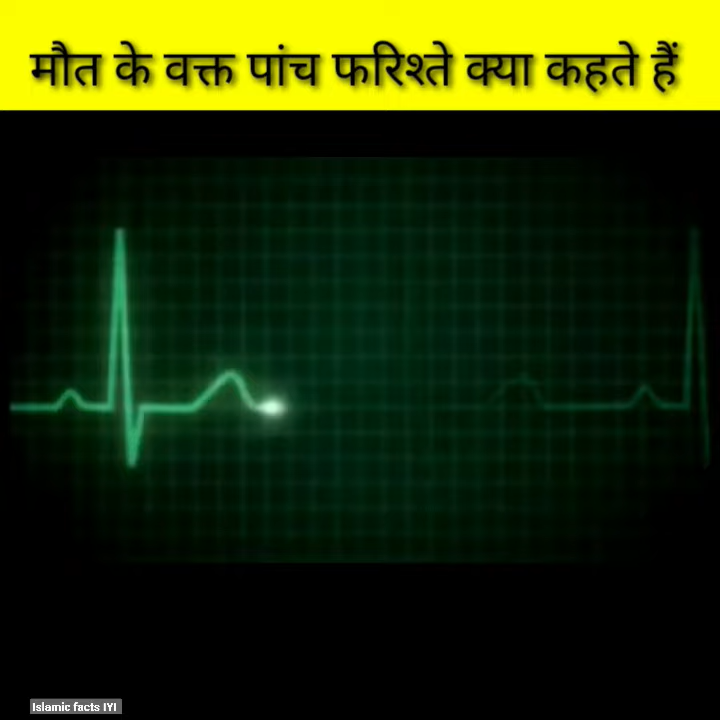 मौत के वक्त पांच फरिश्ते क्या कहते हैं
Islamic facts IYI